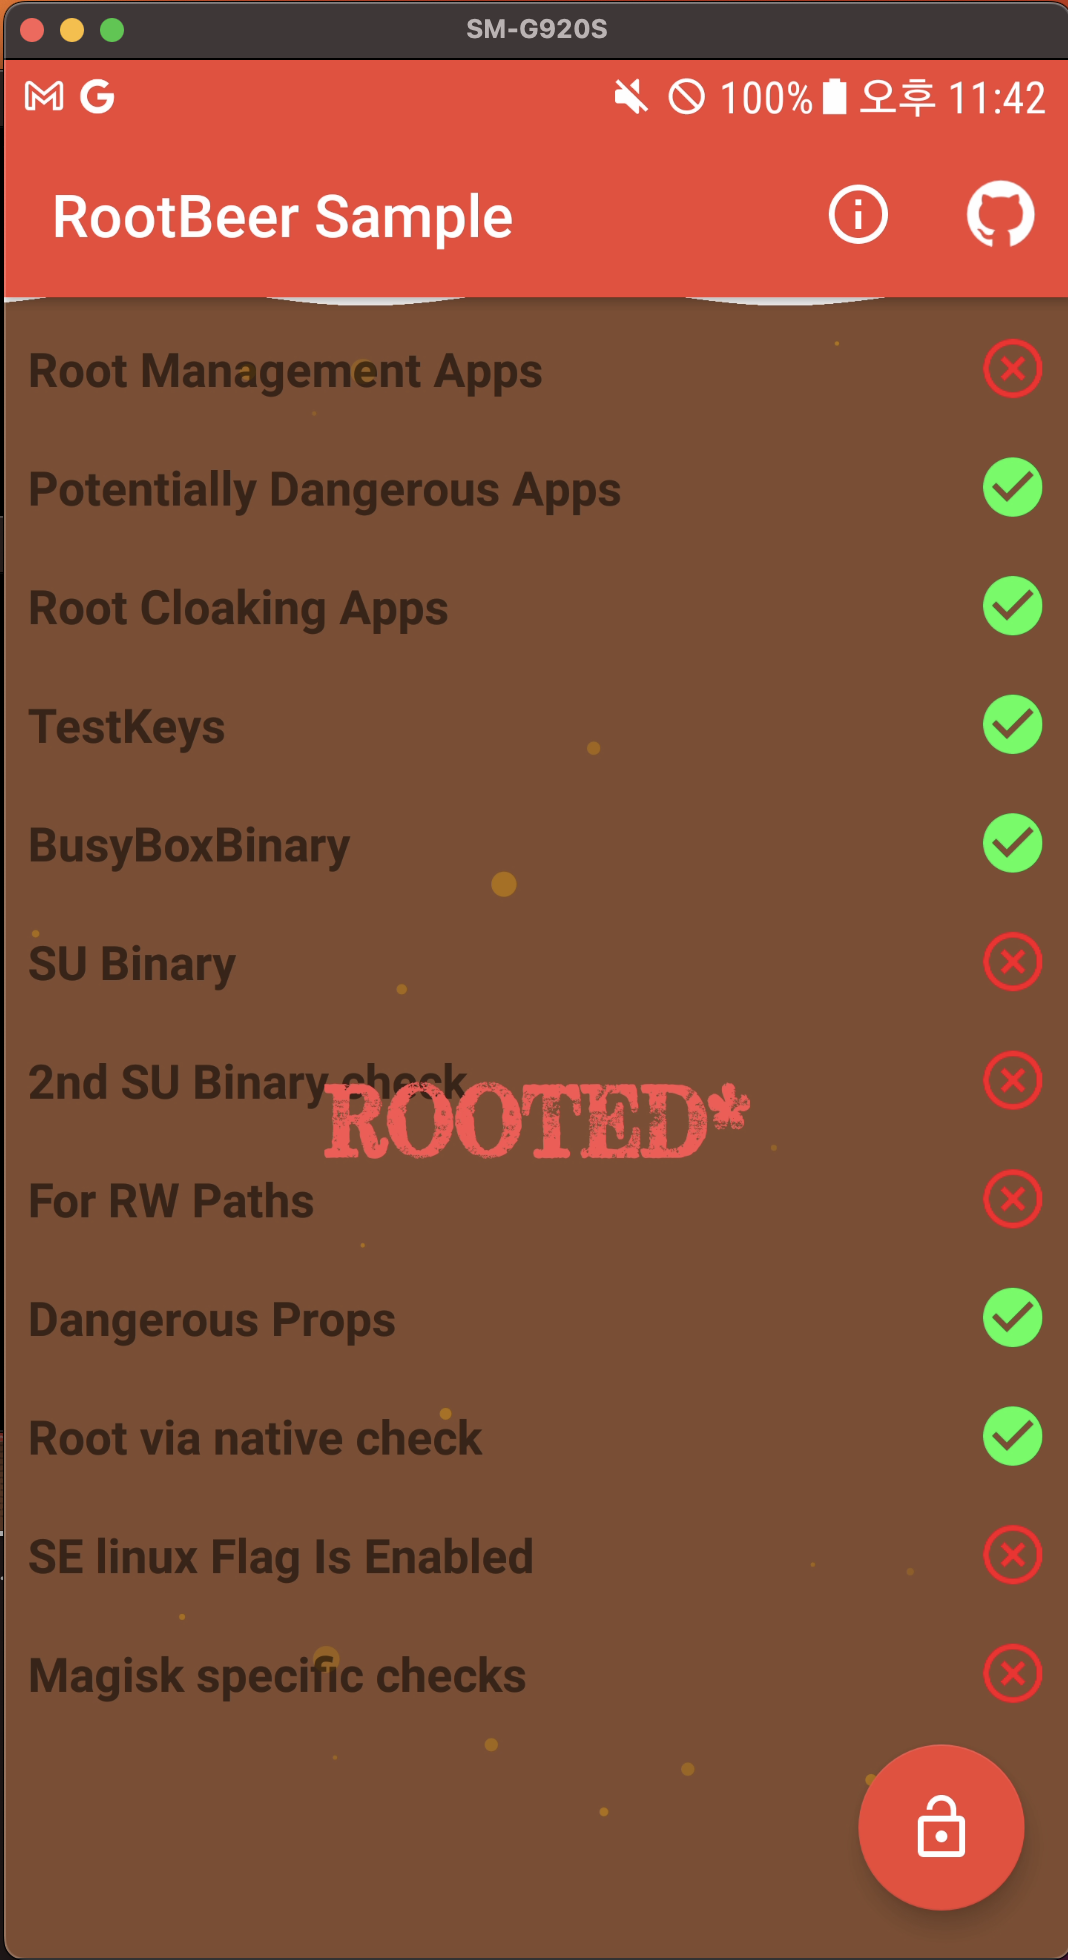 SM-G920S
100% 오후 11:42
RootBeer Sample
Root Management Apps
Potentially Dangerous Apps
Root Cloaking Apps
TestKeys
BusyBoxBinary
SU Binary
2nd SU Binary check
ROOTED*
For RW Paths
Dangerous Props
Root via native check
SE linux Flag Is Enabled
Magisk specific checks